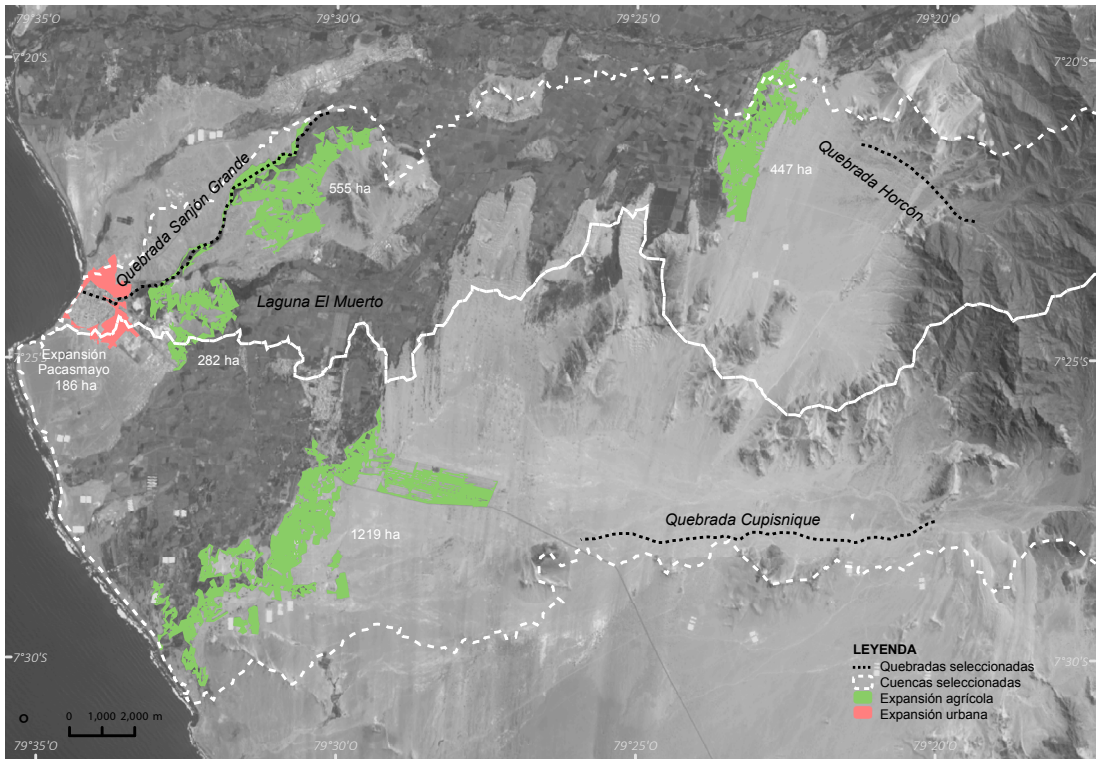 79°35'O
79°30'O
79°25'O
79°20'O
7°20'S
7°20'S
Quebrada Sanjón Grande
555 ha
447 ha
Quebrada Horcón
Laguna El Muerto
Expansión
Pacasmayo
186 ha
282 ha
7°25'S
7°25'S
Quebrada Cupisnique
1219 ha
7°30'S
7°30'S
LEYENDA
Quebradas seleccionadas
Cuencas seleccionadas
Expansión agrícola
Expansión urbana
0 1,000 2,000 m
79°35'O
79°30'O
79°25'O
79°20'O